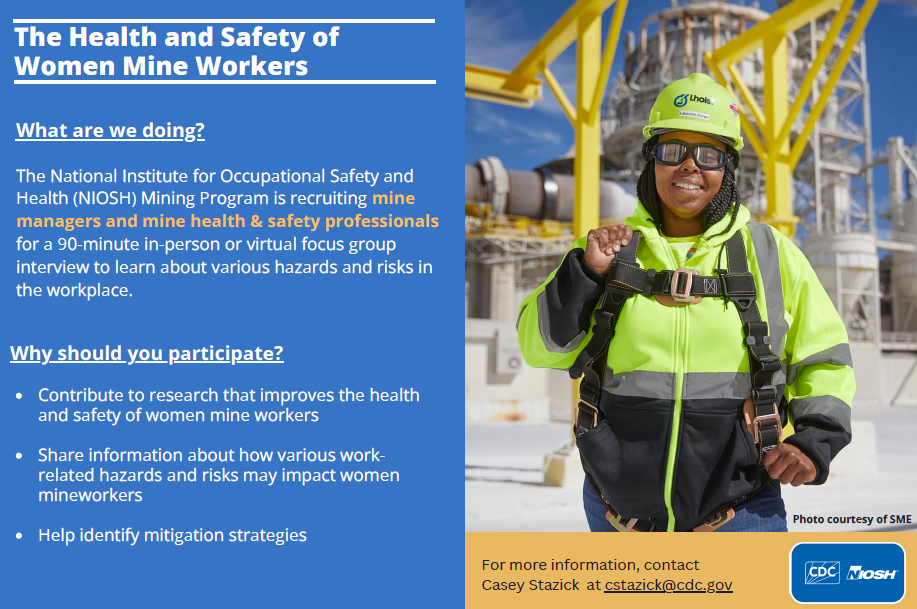 The Health and Safety of
Women Mine Workers
What are we doing?
The National Institute for Occupational Safety and
Health (NIOSH) Mining Program is recruiting mine
managers and mine health & safety professionals
for a 90-minute in-person or virtual focus group
interview to learn about various hazards and risks in
the workplace.
Why should you participate?
• Contribute to research that improves the health
and safety of women mine workers
• Share information about how various work-
related hazards and risks may impact women
mineworkers
• Help identify mitigation strategies
Lhoist
Photo courtesy of SME
For more information, contact
Casey Stazick at cstazick@cdc.gov
CDC NIOSH